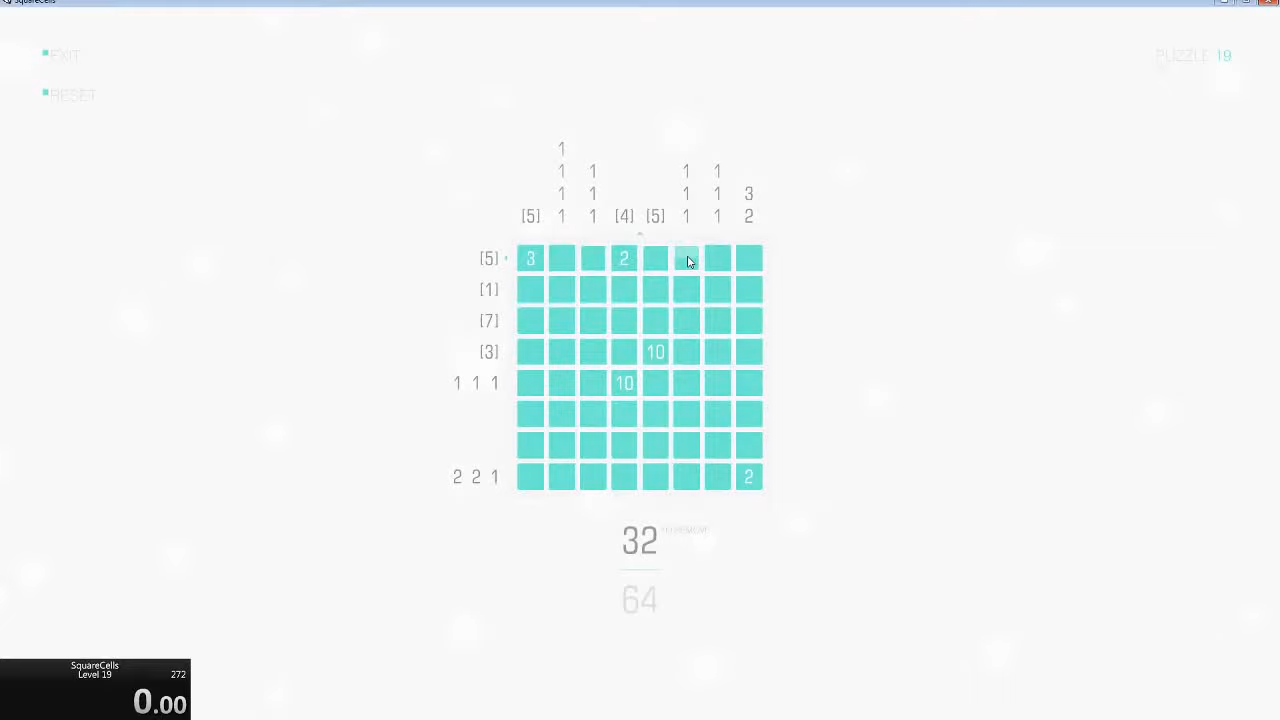 SquareCells
EXIT
PUZZLE 19
RESET
1
1 1 1 1
1 1 1 1 3
[5] 1 1 [4] [5] 1 1 2
[5] 3 2
[1]
[7]
[3] 10
1 1 1 10
2 2 1 2
32
64
SquareCells
Level 19 272
0.00